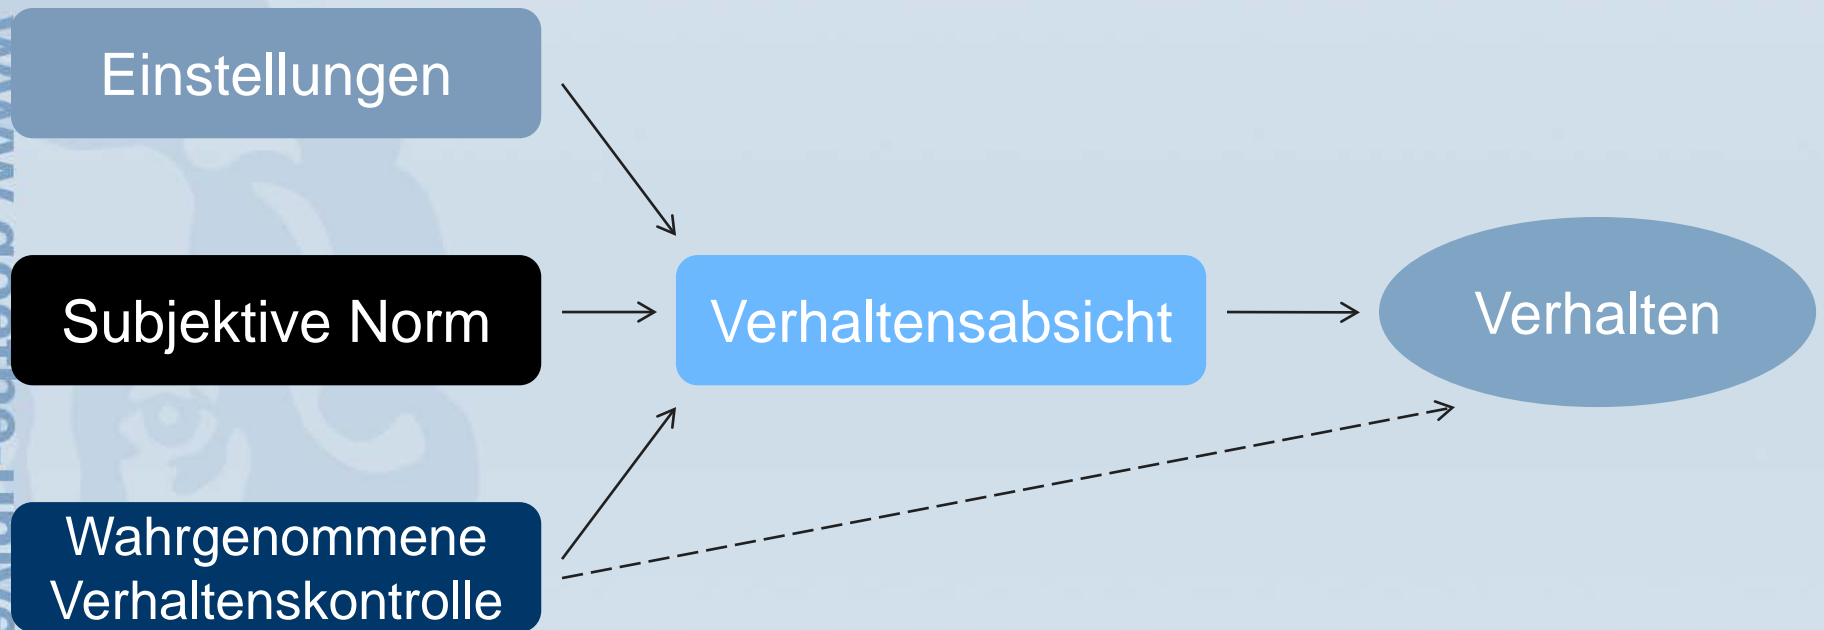 Einstellungen
Subjektive Norm
Verhaltensabsicht
Verhalten
Wahrgenommene
Verhaltenskontrolle